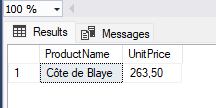 100 %
Results Messages
ProductName UnitPrice
1 Côte de Blaye 263,50